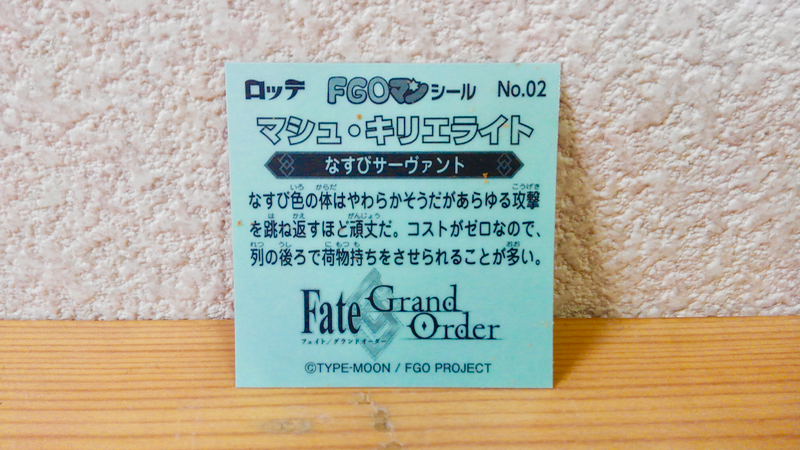 ロッテ FGOマンシール No.02
マシュ・キリエライト
なすびサーヴァント
なすび色の体はやわらかそうだがあらゆる攻撃
を跳ね返すほど頑丈だ。コストがゼロなので、
列の後ろで荷物持ちをさせられることが多い。
Fate Grand Order
フェイト/グランドオーダー
©TYPE-MOON / FGO PROJECT